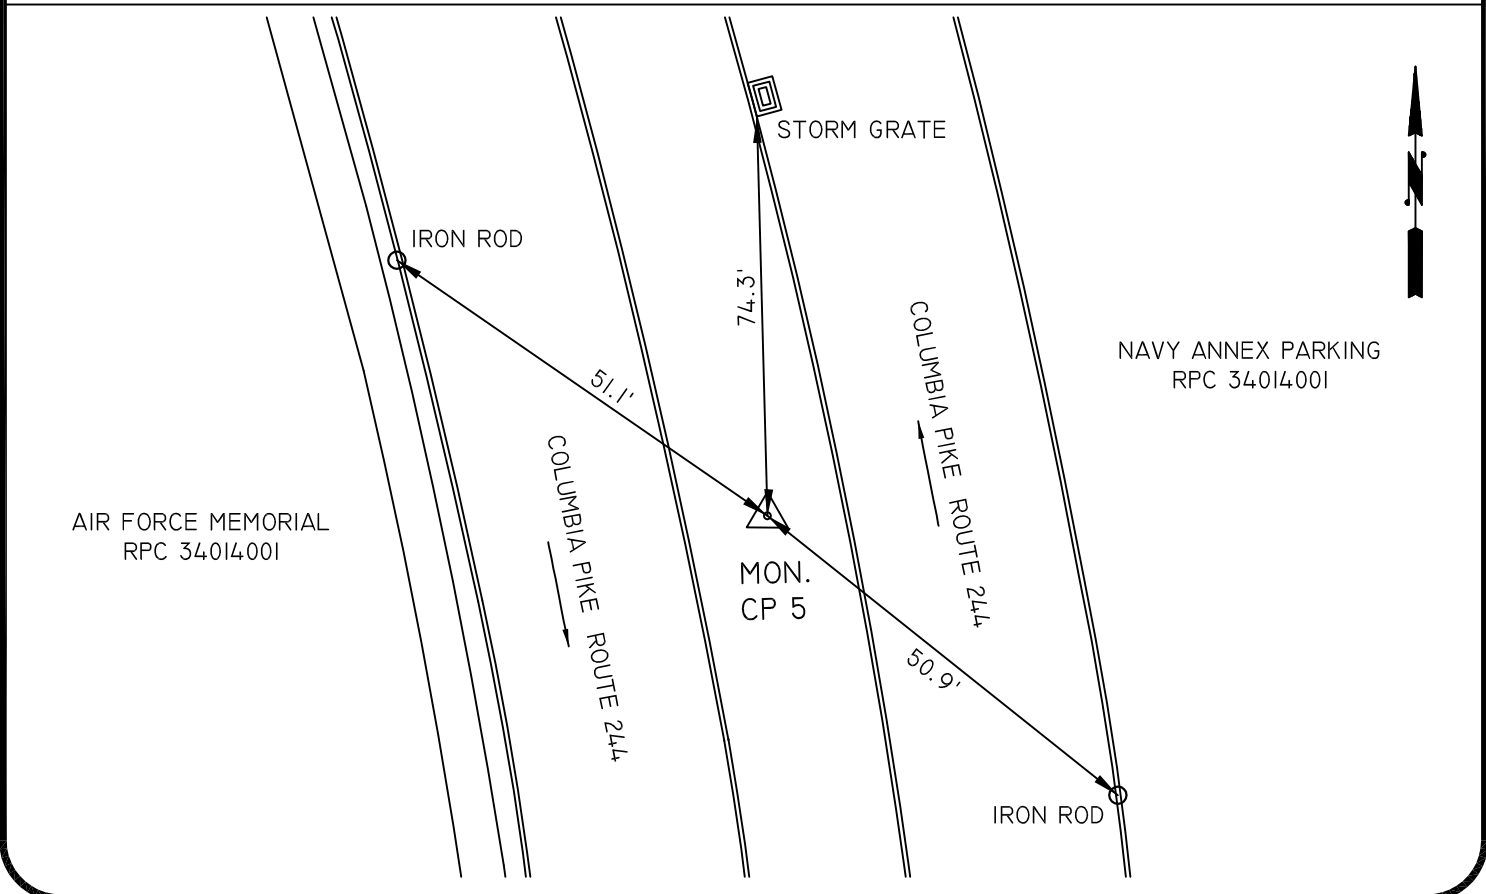 STORM GRATE
N
IRON ROD
74.3'
NAVY ANNEX PARKING
RPC 34014001
51.1'
COLUMBIA PIKE ROUTE 244
COLUMBIA PIKE ROUTE 244
AIR FORCE MEMORIAL
RPC 34014001
MON.
CP 5
50.9'
IRON ROD